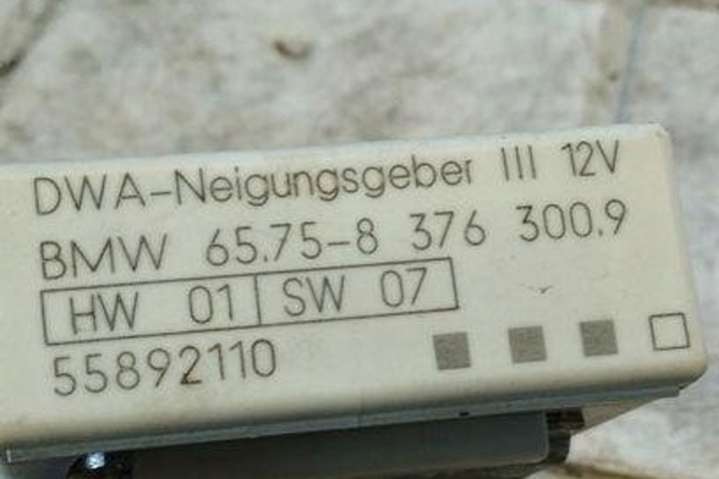 DWA-Neigungsgeber III 12V
BMW 65.75-8 376 300.9
HW 01 SW 07
55892110